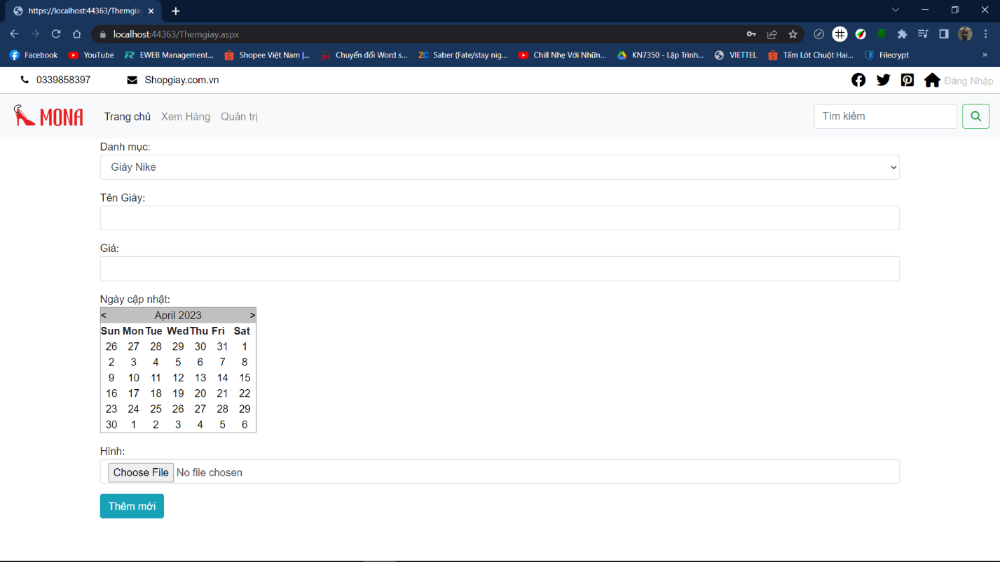 https://localhost:44363/Themgia
localhost:44363/Themgiay.aspx
Facebook YouTube EWEB Management... Shopee Việt Nam |... Chuyển đổi Word s... Saber (Fate/stay nig... Chill Nhẹ Với Nhữn... KN7350 - Lập Trình... VIETTEL Tấm Lót Chuột Hai... Filecrypt »
0339858397 Shopgiay.com.vn Đăng Nhập
MONA Trang chủ Xem Hàng Quản trị Tìm kiếm
Danh mục:
Giày Nike
Tên Giày:
Giá:
Ngày cập nhật:
< April 2023 >
Sun Mon Tue Wed Thu Fri Sat
26 27 28 29 30 31 1
2 3 4 5 6 7 8
9 10 11 12 13 14 15
16 17 18 19 20 21 22
23 24 25 26 27 28 29
30 1 2 3 4 5 6
Hình:
Choose File No file chosen
Thêm mới